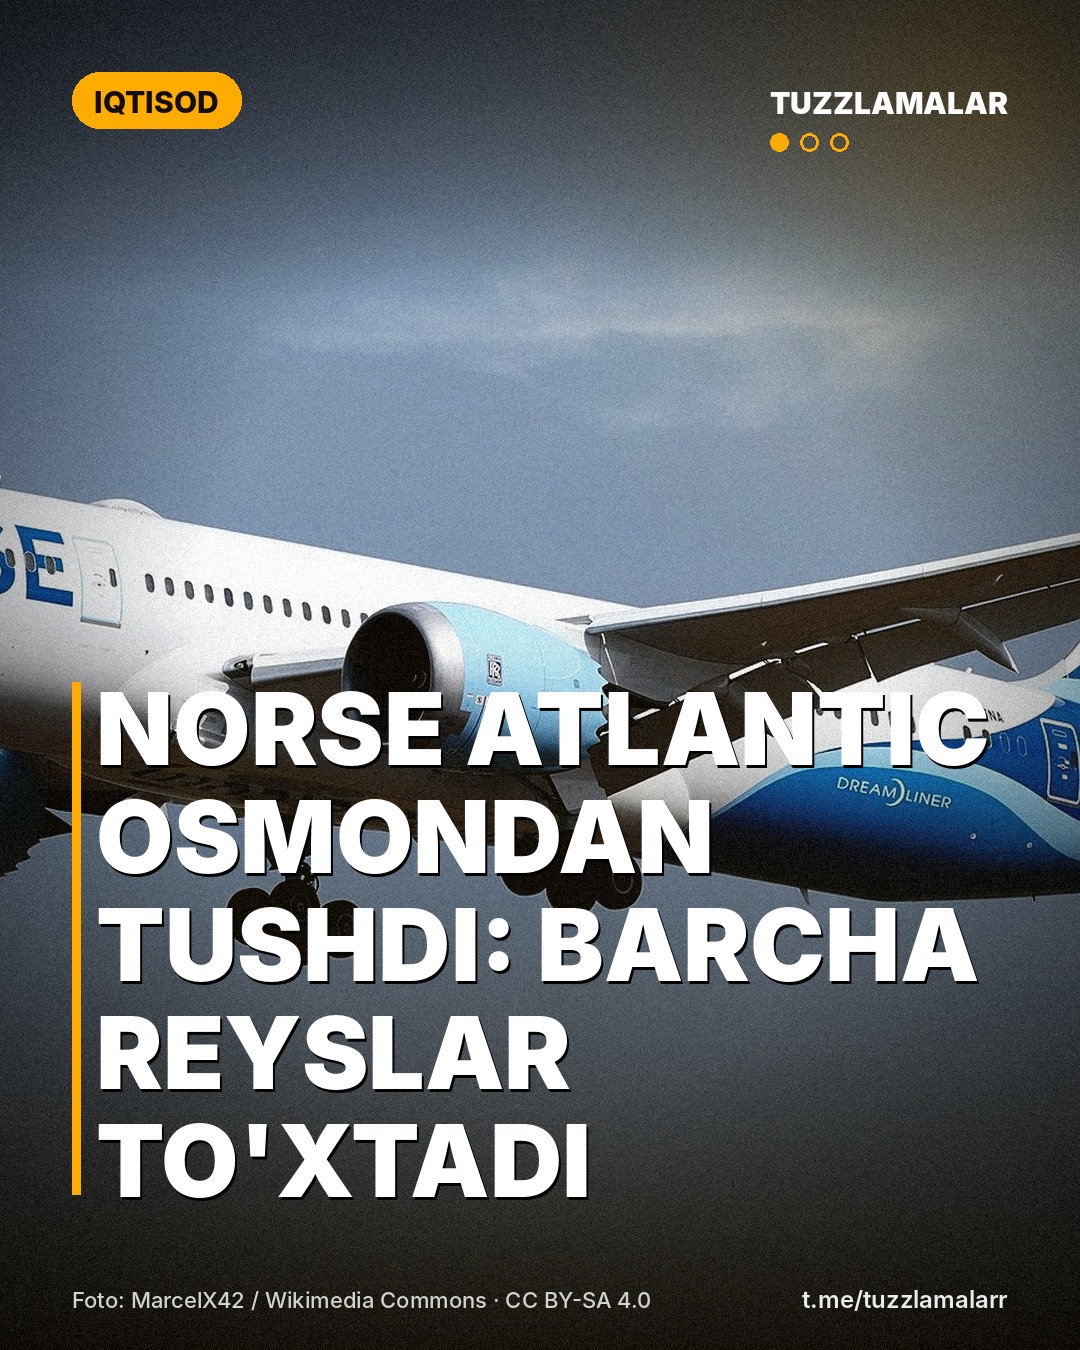 IQTISOD
TUZZLAMALAR
SE
NORSE ATLANTIC
OSMONDAN
TUSHDI: BARCHA
REYSLAR
TO'XTADI
DREAMLINER
Foto: MarcelX42 / Wikimedia Commons · CC BY-SA 4.0
t.me/tuzzlamalarr